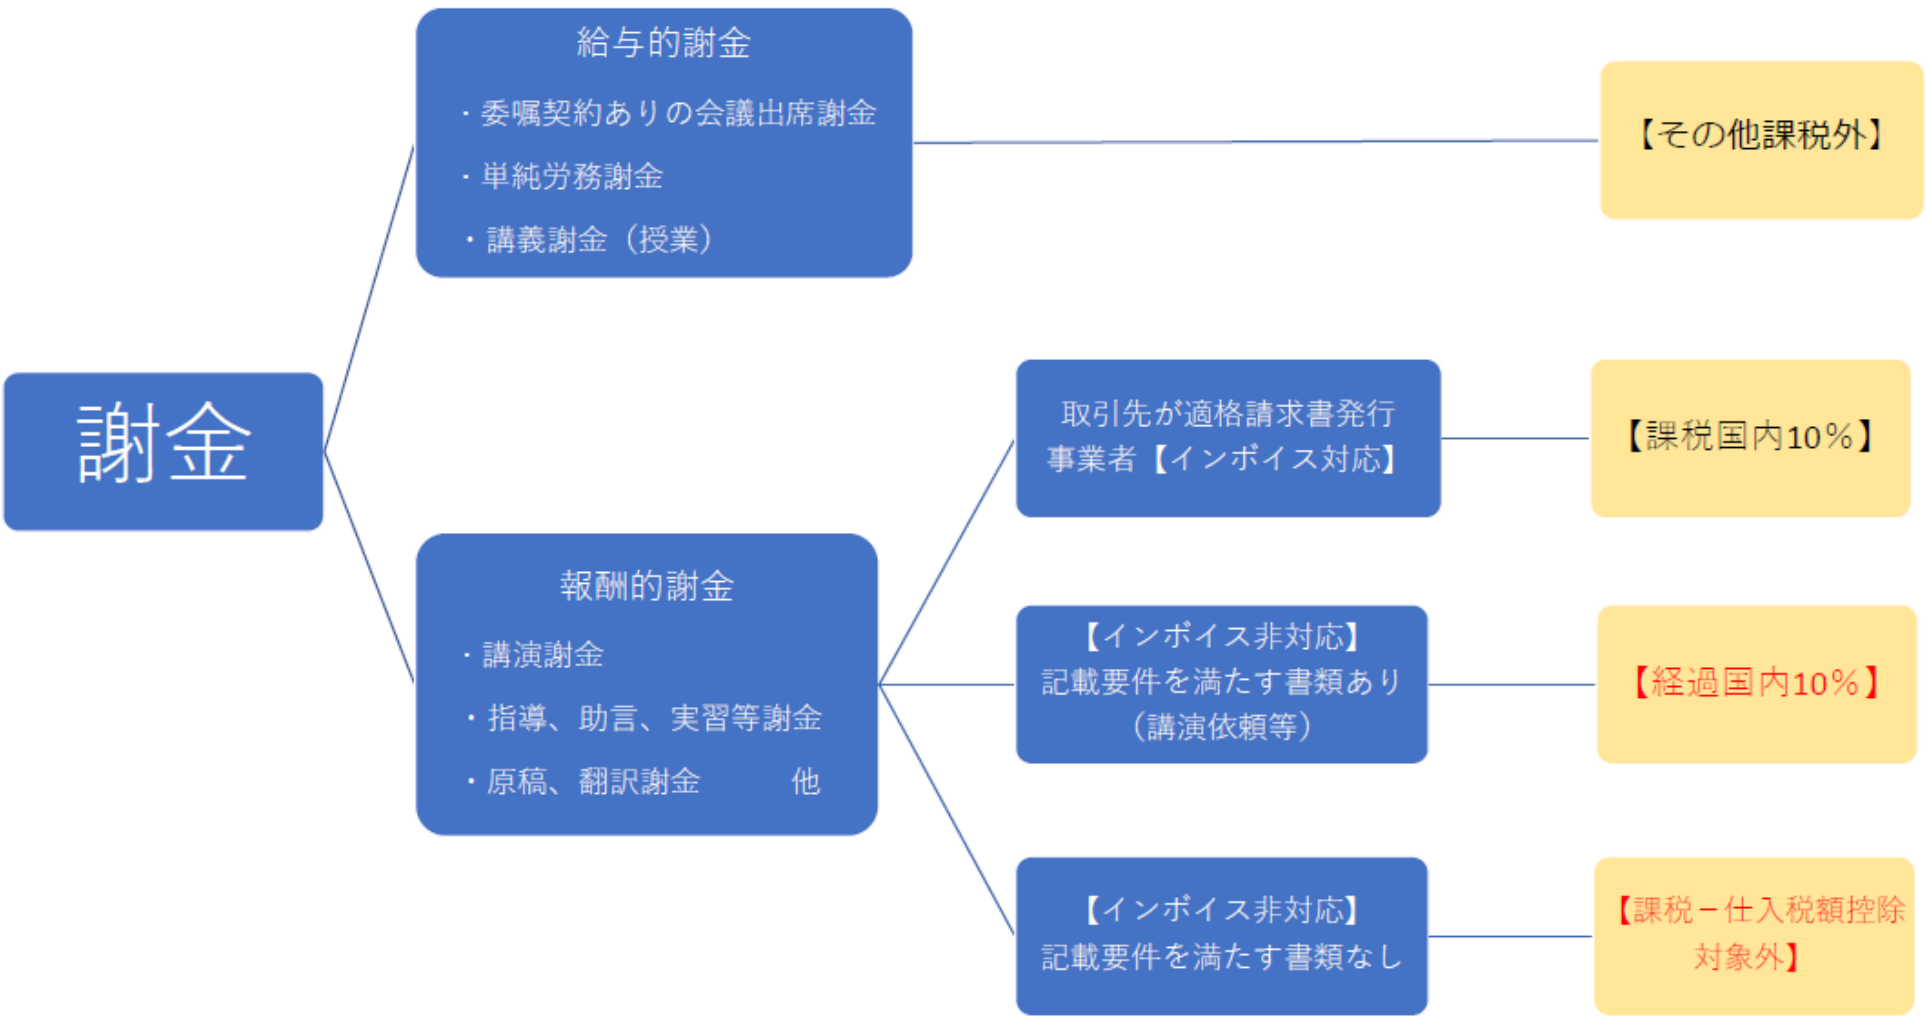 謝金
給与的謝金
・委嘱契約ありの会議出席謝金
・単純労務謝金
・講義謝金（授業）
【その他課税外】
報酬的謝金
・講演謝金
・指導、助言、実習等謝金
・原稿、翻訳謝金　　　他
取引先が適格請求書発行
事業者【インボイス対応】
【課税国内10％】
【インボイス非対応】
記載要件を満たす書類あり
（講演依頼等）
【経過国内10％】
【インボイス非対応】
記載要件を満たす書類なし
【課税－仕入税額控除
対象外】